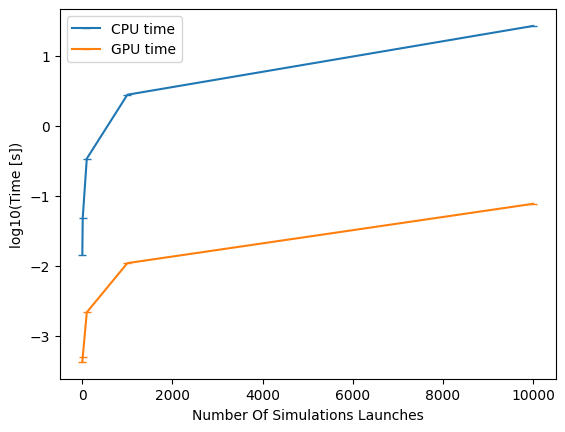 CPU time
GPU time
1
0
−1
−2
−3
log10(Time [s])
0 2000 4000 6000 8000 10000
Number Of Simulations Launches